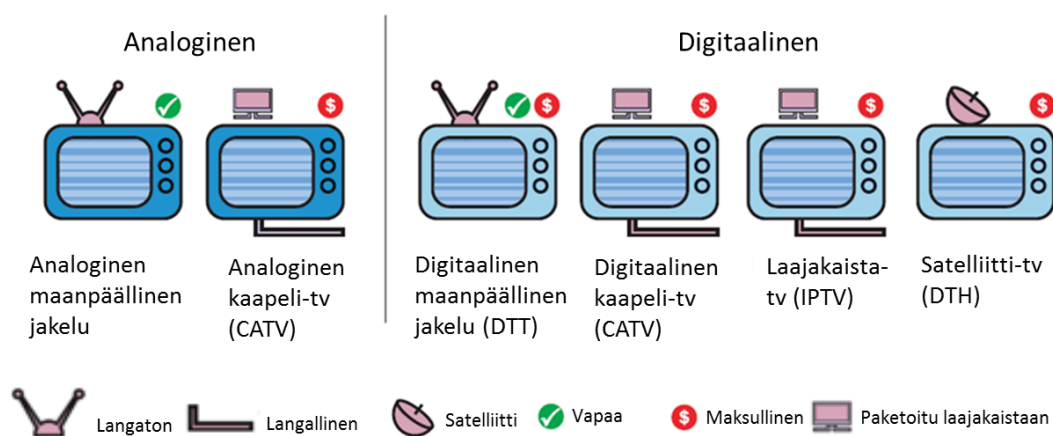 Analoginen
Digitaalinen
$
$
$
$
$
Analoginen
maanpäällinen
jakelu
Analoginen
kaapeli-tv
(CATV)
Digitaalinen
maanpäällinen
jakelu (DTT)
Digitaalinen
kaapeli-tv
(CATV)
Laajakaista-
tv (IPTV)
Satelliitti-tv
(DTH)
Langaton
Langallinen
Satelliitti
Vapaa
$ Maksullinen
Paketoitu laajakaistaan